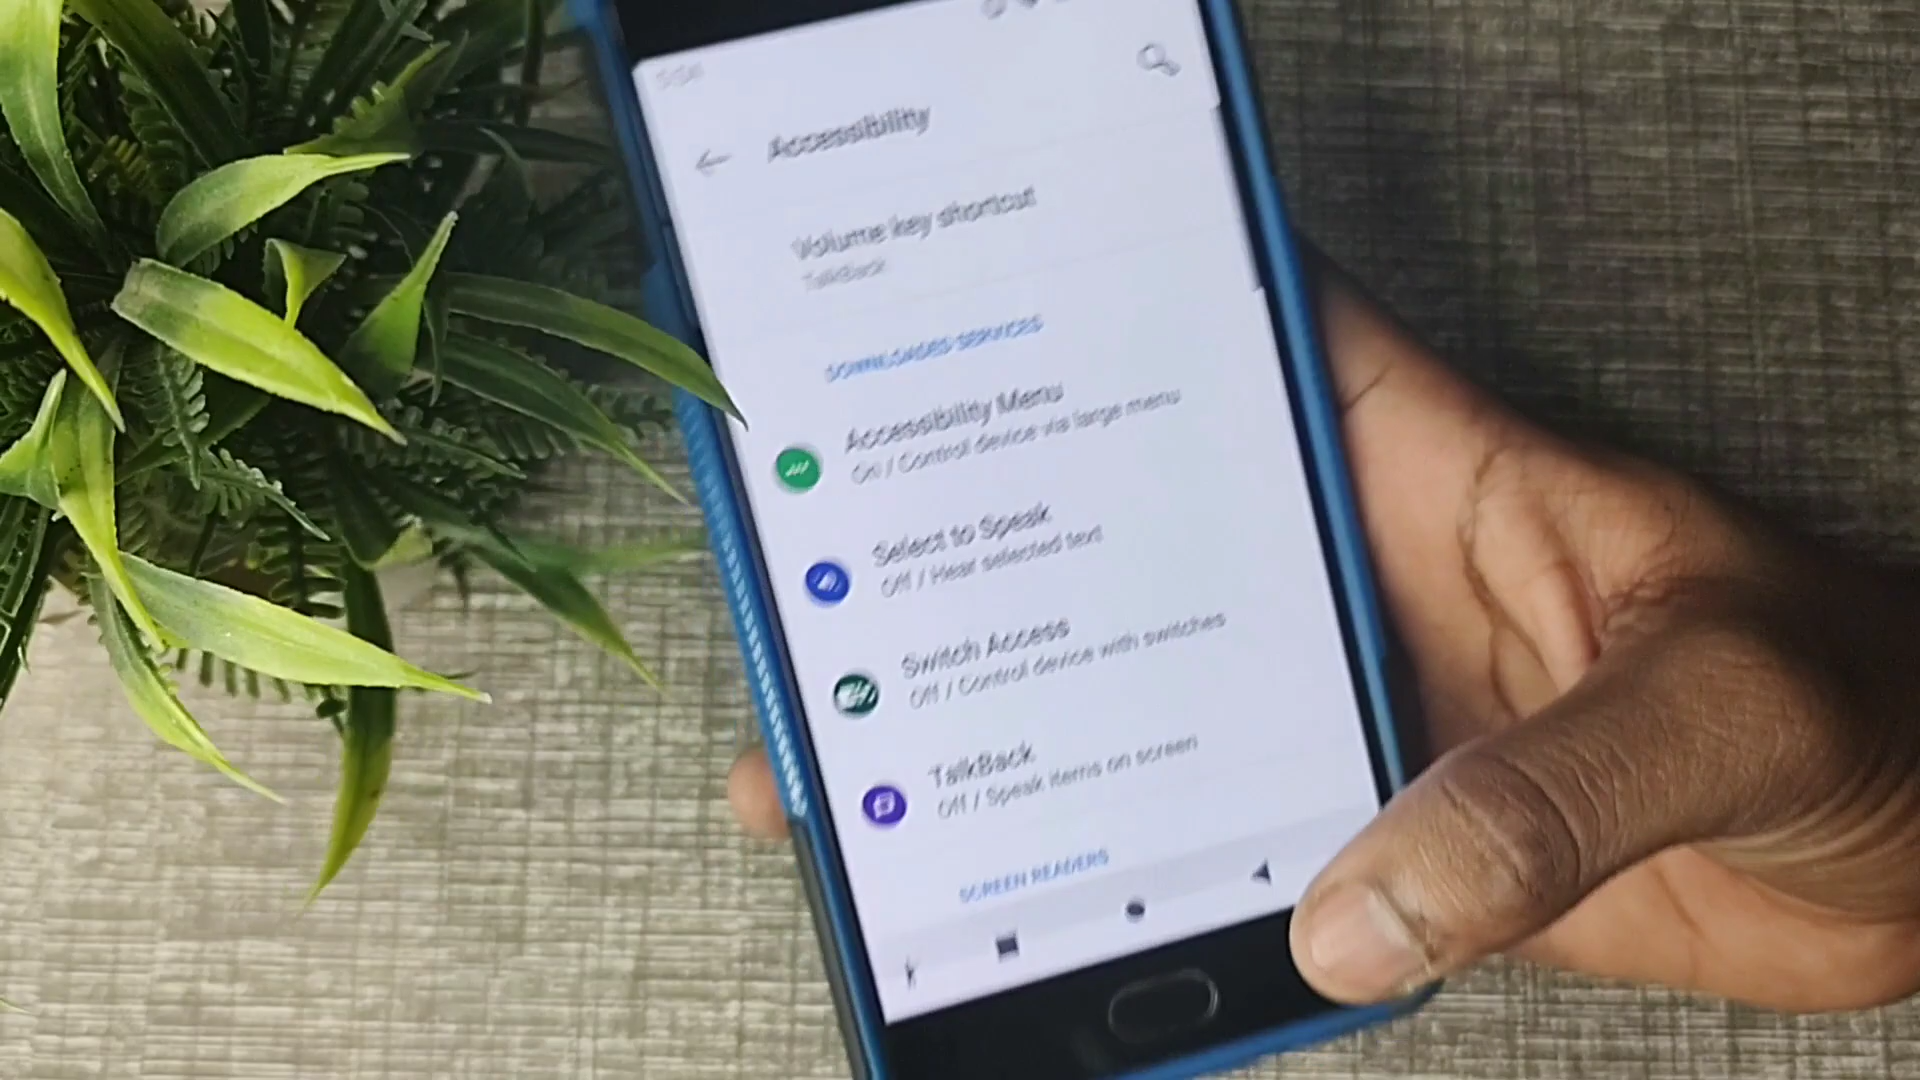 Accessibility
Volume key shortcut
TalkBack
DOWNLOADED SERVICES
Accessibility Menu
On / Control device via large menu
Select to Speak
Off / Hear selected text
Switch Access
Off / Control device with switches
TalkBack
Off / Speak items on screen
SCREEN READERS